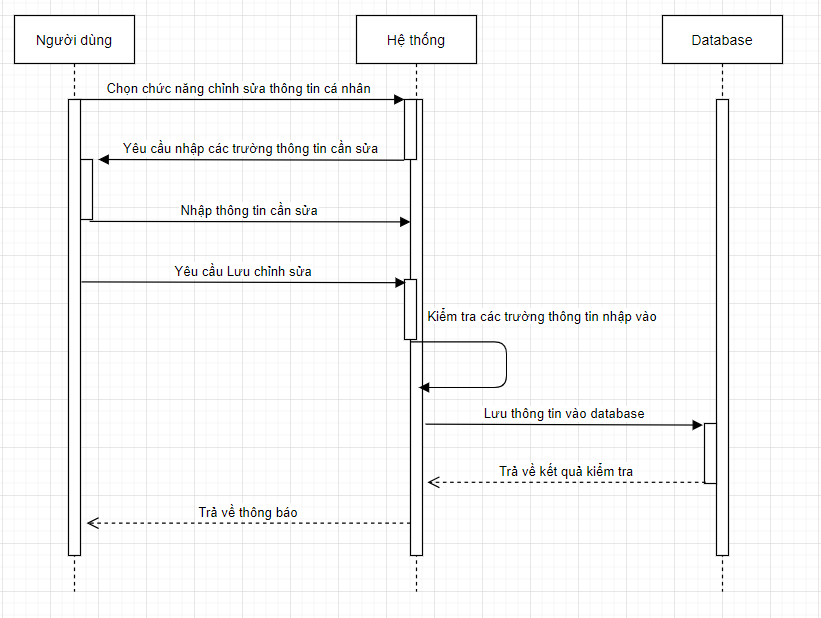 Người dùng
Hệ thống
Database
Chọn chức năng chỉnh sửa thông tin cá nhân
Yêu cầu nhập các trường thông tin cần sửa
Nhập thông tin cần sửa
Yêu cầu Lưu chỉnh sửa
Kiểm tra các trường thông tin nhập vào
Lưu thông tin vào database
Trả về kết quả kiểm tra
Trả về thông báo